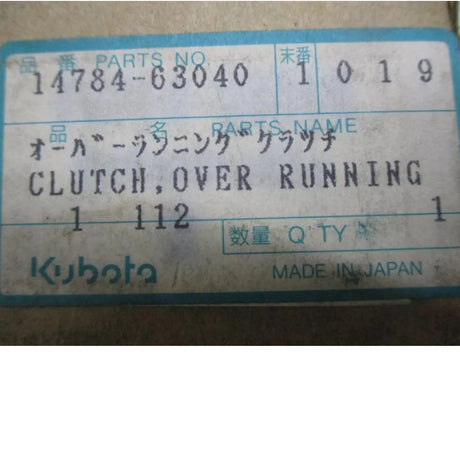 品 番 PARTS NO. 末番
14784-63040 1 0 1 9
品 名 PARTS NAME
オーバーランニングクラッチ
CLUTCH,OVER RUNNING
1 112 1
数量 Q'TY
Kubota MADE IN JAPAN